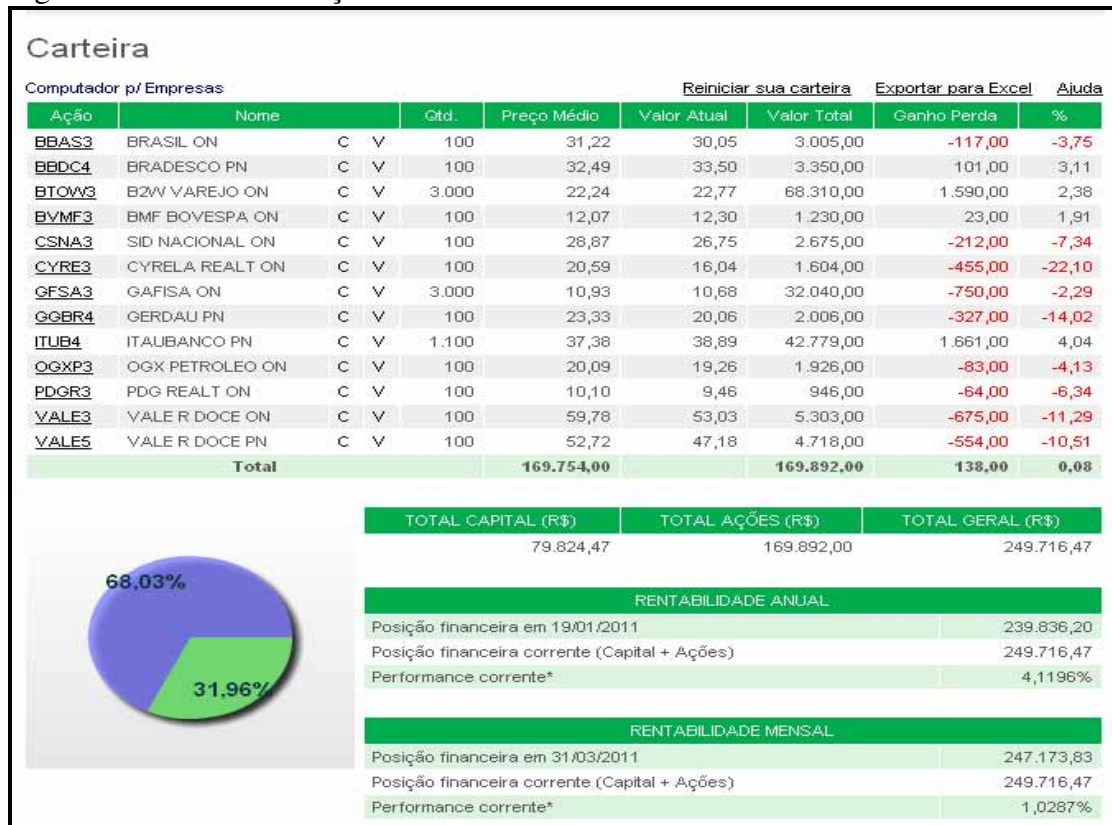 Carteira
Computador p/ Empresas Reiniciar sua carteira Exportar para Excel Ajuda
Ação Nome Qtd. Preço Médio Valor Atual Valor Total Ganho Perda %
BBAS3 BRASIL ON C V 100 31,22 30,05 3.005,00 -117,00 -3,75
BBDC4 BRADESCO PN C V 100 32,49 33,50 3.350,00 101,00 3,11
BTOW3 B2W VAREJO ON C V 3.000 22,24 22,77 68.310,00 1.590,00 2,38
BVMF3 BMF BOVESPA ON C V 100 12,07 12,30 1.230,00 23,00 1,91
CSNA3 SID NACIONAL ON C V 100 28,87 26,75 2.675,00 -212,00 -7,34
CYRE3 CYRELA REALT ON C V 100 20,59 16,04 1.604,00 -455,00 -22,10
GFSA3 GAFISA ON C V 3.000 10,93 10,68 32.040,00 -750,00 -2,29
GGBR4 GERDAU PN C V 100 23,33 20,06 2.006,00 -327,00 -14,02
ITUB4 ITAUBANCO PN C V 1.100 37,38 38,89 42.779,00 1.661,00 4,04
OGXP3 OGX PETROLEO ON C V 100 20,09 19,26 1.926,00 -83,00 -4,13
PDGR3 PDG REALT ON C V 100 10,10 9,46 946,00 -64,00 -6,34
VALE3 VALE R DOCE ON C V 100 59,78 53,03 5.303,00 -675,00 -11,29
VALE5 VALE R DOCE PN C V 100 52,72 47,18 4.718,00 -554,00 -10,51
Total 169.754,00 169.892,00 138,00 0,08
TOTAL CAPITAL (R$) TOTAL AÇÕES (R$) TOTAL GERAL (R$)
79.824,47 169.892,00 249.716,47
68,03%
31,96%
RENTABILIDADE ANUAL
Posição financeira em 19/01/2011 239.836,20
Posição financeira corrente (Capital + Ações) 249.716,47
Performance corrente* 4,1196%
RENTABILIDADE MENSAL
Posição financeira em 31/03/2011 247.173,83
Posição financeira corrente (Capital + Ações) 249.716,47
Performance corrente* 1,0287%